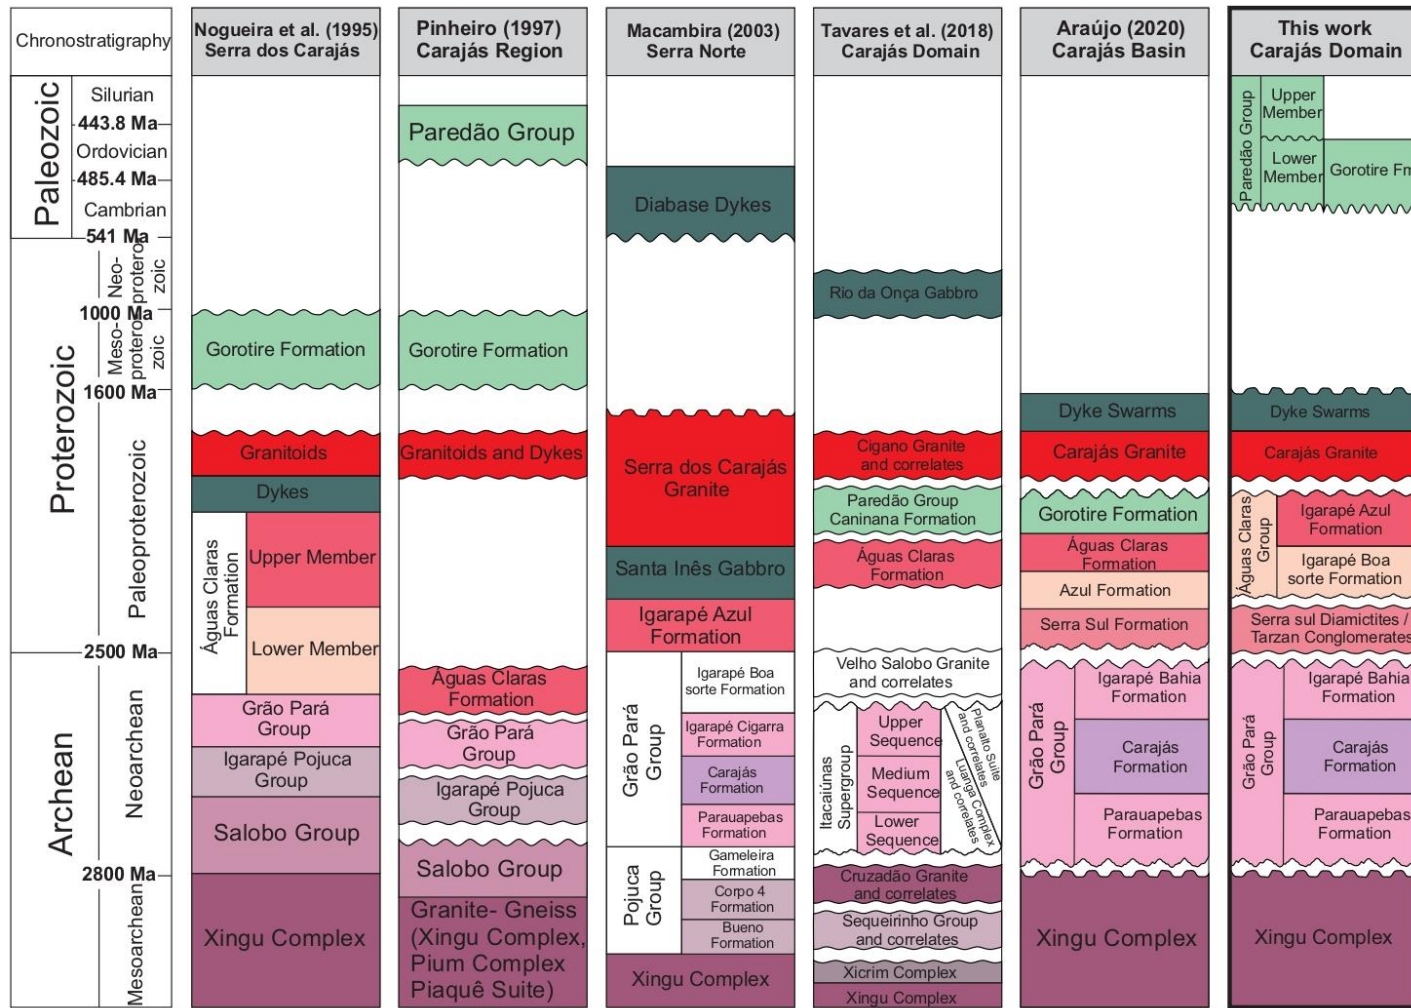 Chronostratigraphy
Nogueira et al. (1995)
Serra dos Carajás
Pinheiro (1997)
Carajás Region
Macambira (2003)
Serra Norte
Tavares et al. (2018)
Carajás Domain
Araújo (2020)
Carajás Basin
This work
Carajás Domain
Paleozoic
Silurian
443.8 Ma
Ordovician
485.4 Ma
Cambrian
541 Ma
Proterozoic
Neo-
proterozoic
zoic
1000 Ma
Meso-
proterozoic
zoic
1600 Ma
Paleoproterozoic
2500 Ma
Archean
Neoarchean
2800 Ma
Mesoarchean
Gorotire Formation
Granitoids
Dykes
Águas Claras
Formation
Upper Member
Lower Member
Grão Pará
Group
Igarapé Pojuca
Group
Salobo Group
Xingu Complex
Paredão Group
Gorotire Formation
Granitoids and Dykes
Águas Claras
Formation
Grão Pará
Group
Igarapé Pojuca
Group
Salobo Group
Granite- Gneiss
(Xingu Complex,
Pium Complex
Piaquê Suite)
Diabase Dykes
Serra dos Carajás
Granite
Santa Inês Gabbro
Igarapé Azul
Formation
Grão Pará
Group
Igarapé Boa
sorte Formation
Igarapé Cigarra
Formation
Carajás
Formation
Parauapebas
Formation
Pojuca
Group
Gameleira
Formation
Corpo 4
Formation
Bueno
Formation
Xingu Complex
Rio da Onça Gabbro
Cigano Granite
and correlates
Paredão Group
Caninana Formation
Águas Claras
Formation
Velho Salobo Granite
and correlates
Itacaiúnas
Supergroup
Upper
Sequence
Medium
Sequence
Lower
Sequence
Planalto Suite
and correlates
Luanga Complex
and correlates
Cruzadão Granite
and correlates
Sequeirinho Group
and correlates
Xicrim Complex
Xingu Complex
Dyke Swarms
Carajás Granite
Gorotire Formation
Águas Claras
Formation
Azul Formation
Serra Sul Formation
Grão Pará
Group
Igarapé Bahia
Formation
Carajás
Formation
Parauapebas
Formation
Xingu Complex
Paredão Group
Upper
Member
Lower
Member
Gorotire Fm
Dyke Swarms
Carajás Granite
Águas Claras
Group
Igarapé Azul
Formation
Igarapé Boa
sorte Formation
Serra sul Diamictites /
Tarzan Conglomerates
Grão Pará
Group
Igarapé Bahia
Formation
Carajás
Formation
Parauapebas
Formation
Xingu Complex